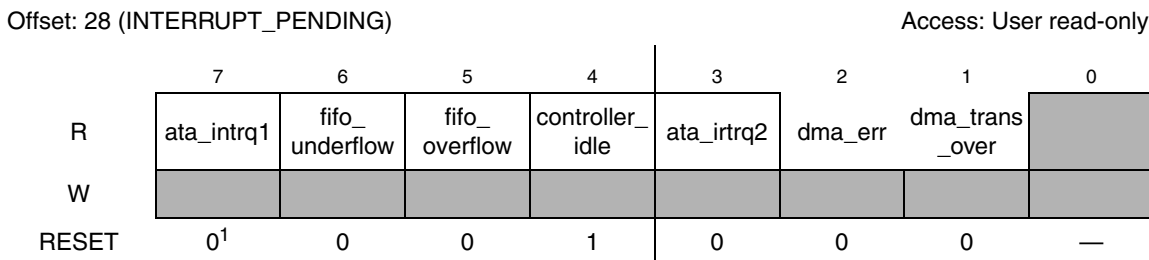 Offset: 28 (INTERRUPT_PENDING) Access: User read-only
7 6 5 4 3 2 1 0
R ata_intrq1 fifo_ underflow fifo_ overflow controller_ idle ata_irtrq2 dma_err dma_trans _over
W
RESET 0¹ 0 0 1 0 0 0 —